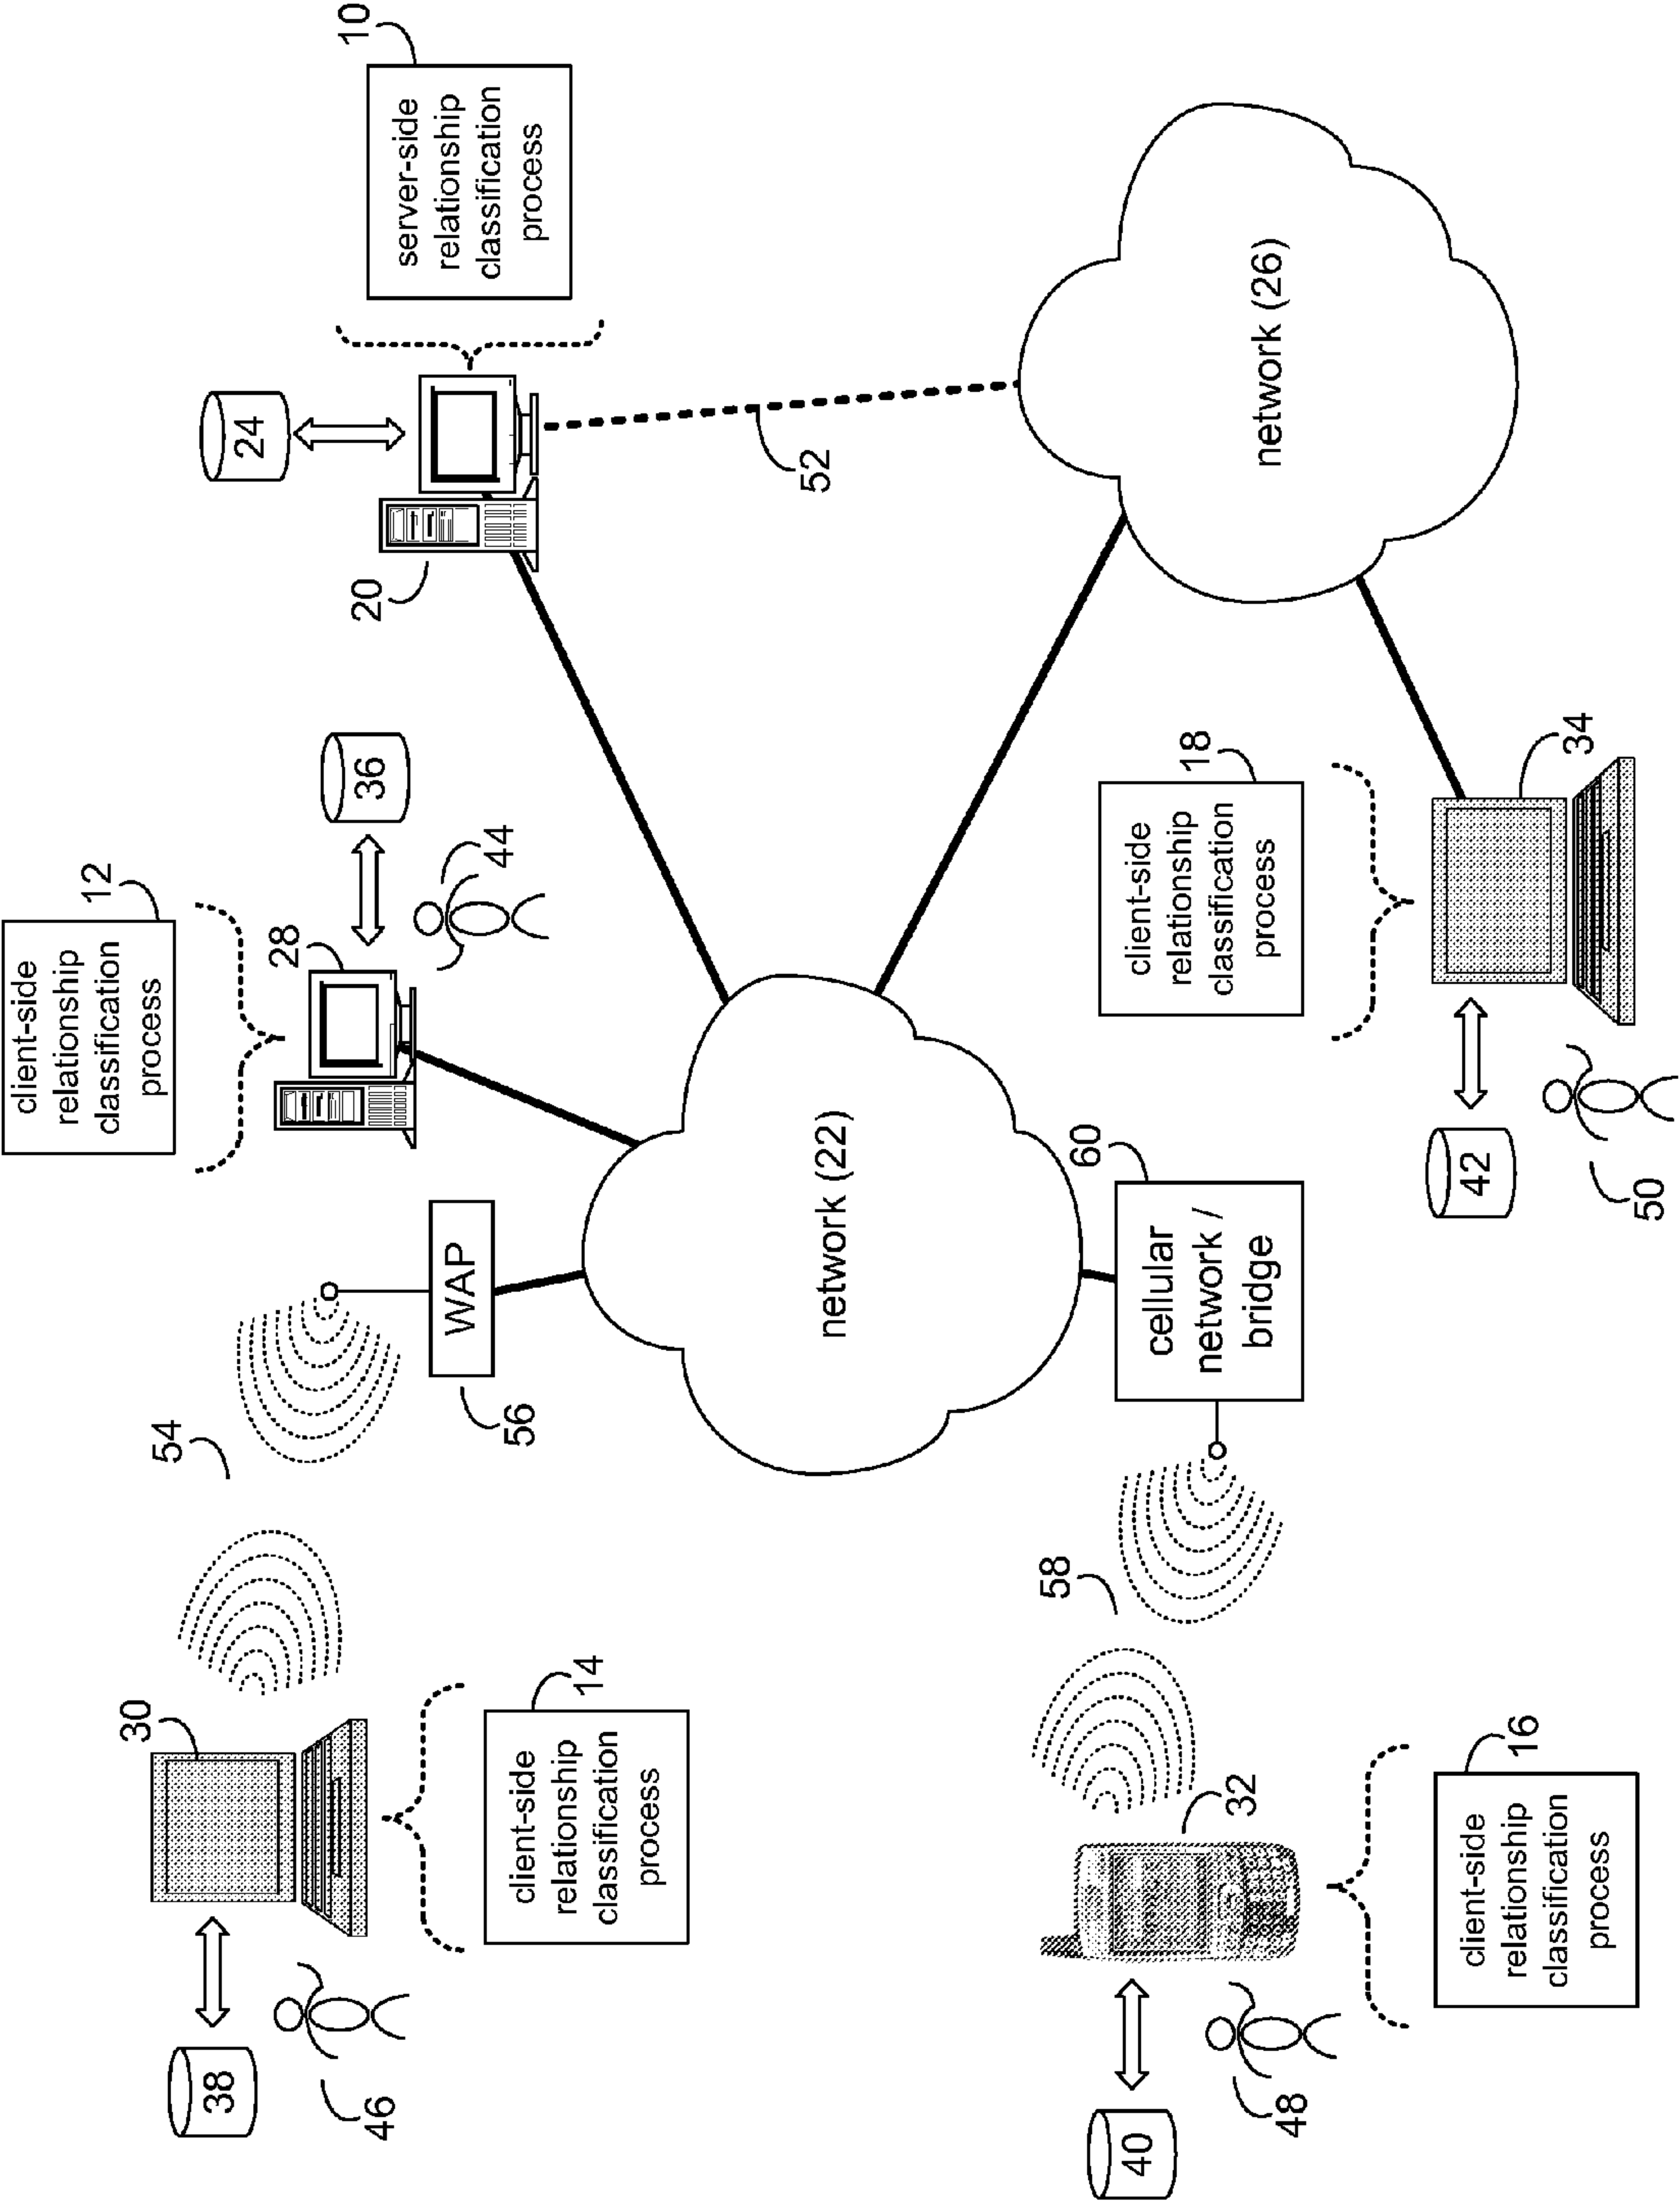 client-side
relationship
classification
process
12
30
54
38
46
28
36
44
24
20
10
server-side
relationship
classification
process
WAP
56
client-side
relationship
classification
process
14
network (22)
52
58
60
cellular
network /
bridge
client-side
relationship
classification
process
18
network (26)
40
48
32
client-side
relationship
classification
process
16
42
50
34